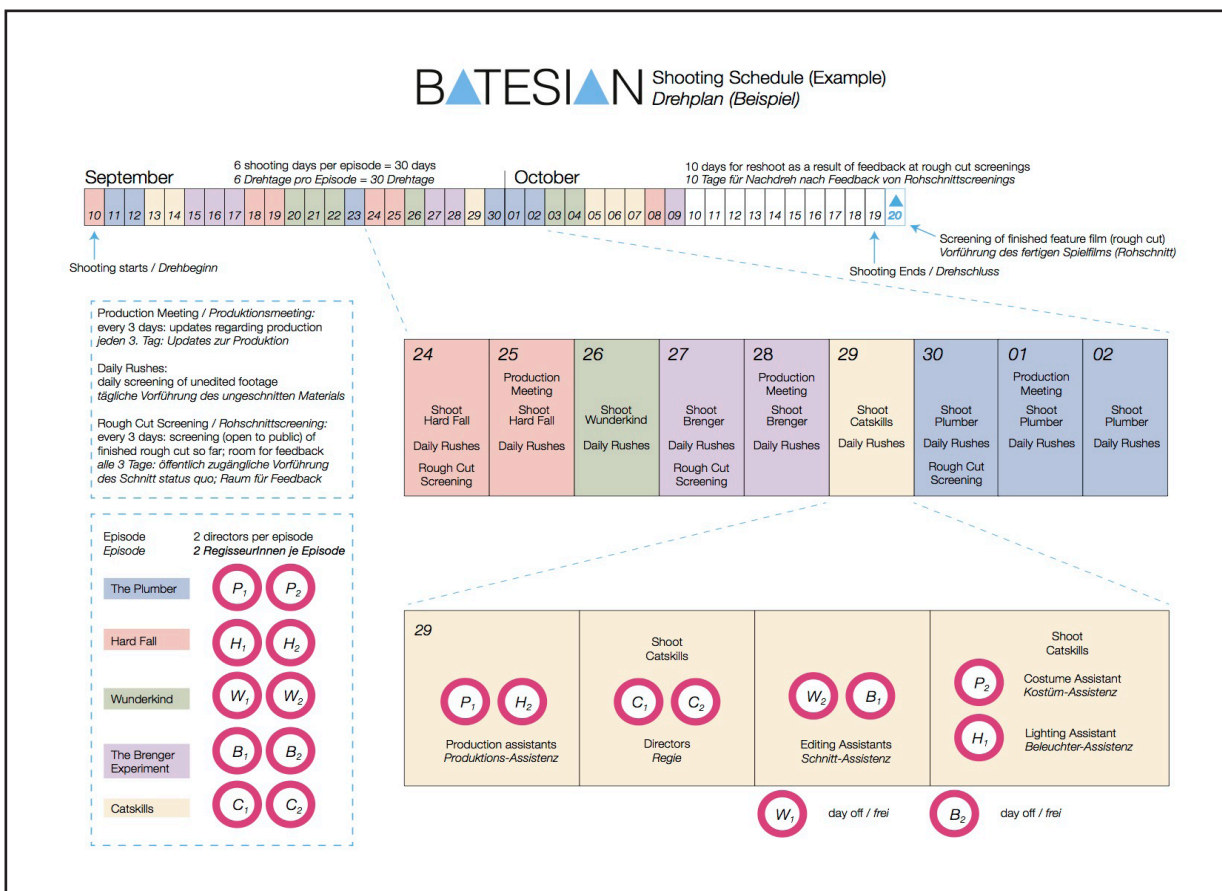 BATESIAN
Shooting Schedule (Example)
Drehplan (Beispiel)
September
6 shooting days per episode = 30 days
6 Drehtage pro Episode = 30 Drehtage
October
10 days for reshoot as a result of feedback at rough cut screenings
10 Tage für Nachdreh nach Feedback von Rohschnittscreenings
10 11 12 13 14 15 16 17 18 19 20 21 22 23 24 25 26 27 28 29 30 01 02 03 04 05 06 07 08 09 10 11 12 13 14 15 16 17 18 19 20
Shooting starts / Drehbeginn
Shooting Ends / Drehschluss
Screening of finished feature film (rough cut)
Vorführung des fertigen Spielfilms (Rohschnitt)
Production Meeting / Produktionsmeeting:
every 3 days: updates regarding production
jeden 3. Tag: Updates zur Produktion
Daily Rushes:
daily screening of unedited footage
tägliche Vorführung des ungeschnitten Materials
Rough Cut Screening / Rohschnittscreening:
every 3 days: screening (open to public) of
finished rough cut so far; room for feedback
alle 3 Tage: öffentlich zugängliche Vorführung
des Schnitt status quo; Raum für Feedback
24
Shoot
Hard Fall
Daily Rushes
Rough Cut
Screening
25
Production
Meeting
Shoot
Hard Fall
Daily Rushes
26
Shoot
Wunderkind
Daily Rushes
27
Shoot
Brenger
Daily Rushes
Rough Cut
Screening
28
Production
Meeting
Shoot
Brenger
Daily Rushes
29
Shoot
Catskills
Daily Rushes
30
Shoot
Plumber
Daily Rushes
Rough Cut
Screening
01
Production
Meeting
Shoot
Plumber
Daily Rushes
02
Shoot
Plumber
Daily Rushes
Episode
Episode
2 directors per episode
2 RegisseurInnen je Episode
The Plumber
P1 P2
Hard Fall
H1 H2
Wunderkind
W1 W2
The Brenger
Experiment
B1 B2
Catskills
C1 C2
29
P1 H2
Production assistants
Produktions-Assistenz
Shoot
Catskills
C1 C2
Directors
Regie
W2 B1
Editing Assistants
Schnitt-Assistenz
Shoot
Catskills
P2
Costume Assistant
Kostüm-Assistenz
H1
Lighting Assistant
Beleuchter-Assistenz
W1
day off / frei
B2
day off / frei